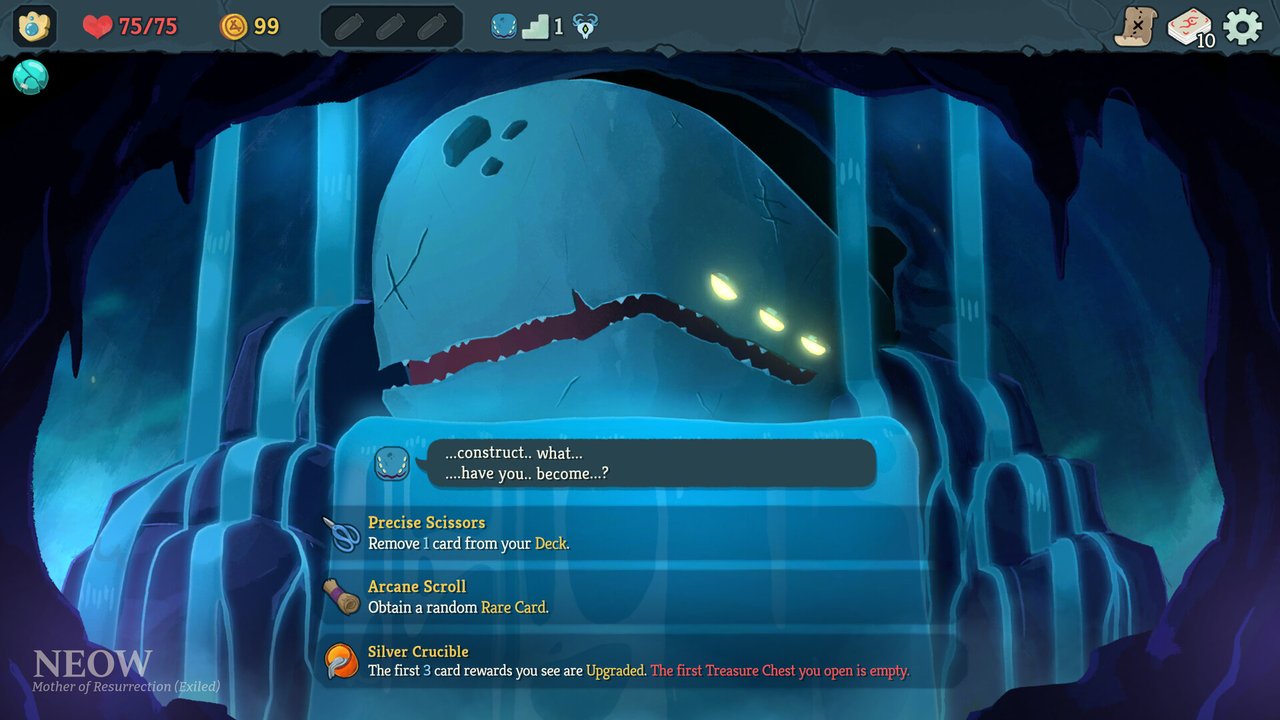 75/75
99
1
10
...construct.. what...
....have you.. become...?
Precise Scissors
Remove 1 card from your Deck.
Arcane Scroll
Obtain a random Rare Card.
Silver Crucible
The first 3 card rewards you see are Upgraded. The first Treasure Chest you open is empty.
NEOW
Mother of Resurrection (Exiled)